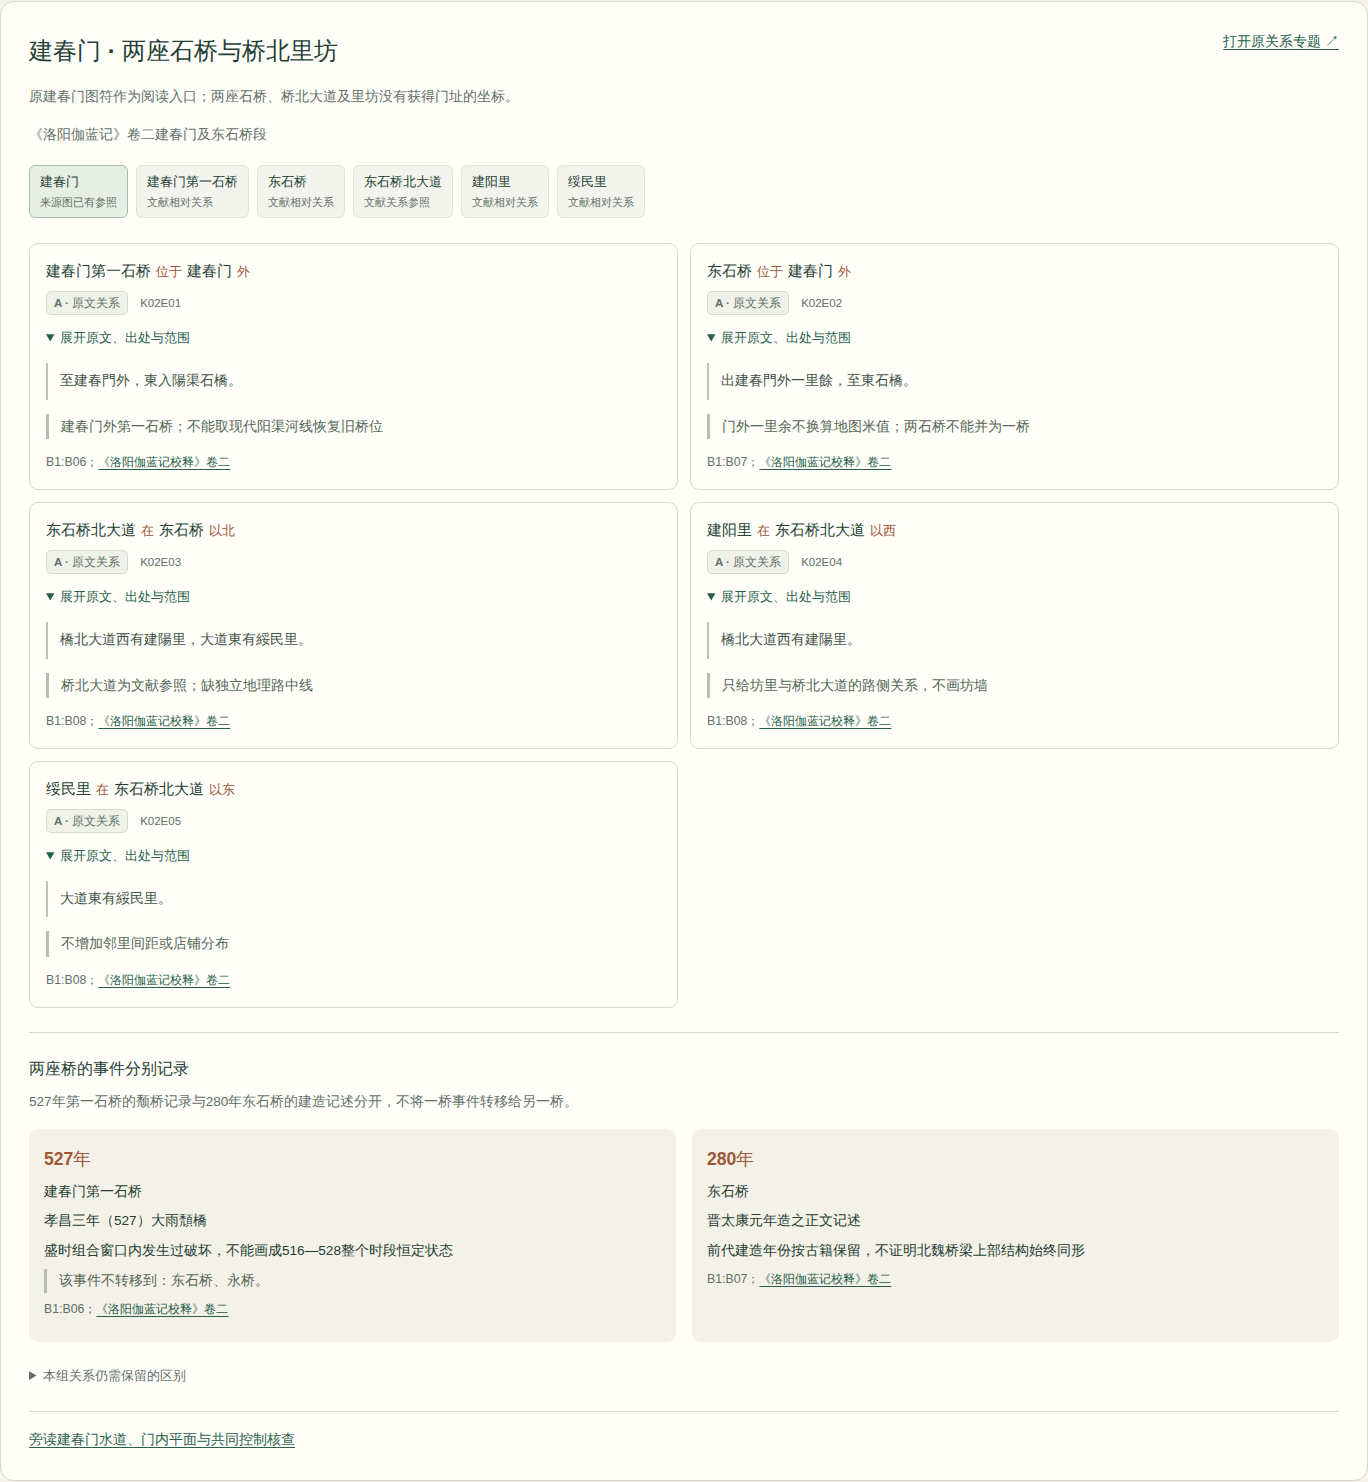 建春门 · 两座石桥与桥北里坊
打开原关系专题 ↗
原建春门图符作为阅读入口；两座石桥、桥北大道及里坊没有获得门址的坐标。
《洛阳伽蓝记》卷二建春门及东石桥段
建春门
来源图已有参照
建春门第一石桥
文献相对关系
东石桥
文献相对关系
东石桥北大道
文献关系参照
建阳里
文献相对关系
绥民里
文献相对关系
建春门第一石桥 位于 建春门 外
A · 原文关系 K02E01
▼ 展开原文、出处与范围
至建春門外，東入陽渠石橋。
建春门外第一石桥；不能取现代阳渠河线恢复旧桥位
B1:B06；《洛阳伽蓝记校释》卷二
东石桥 位于 建春门 外
A · 原文关系 K02E02
▼ 展开原文、出处与范围
出建春門外一里餘，至東石橋。
门外一里余不换算地图米值；两石桥不能并为一桥
B1:B07；《洛阳伽蓝记校释》卷二
东石桥北大道 在 东石桥 以北
A · 原文关系 K02E03
▼ 展开原文、出处与范围
橋北大道西有建陽里，大道東有綏民里。
桥北大道为文献参照；缺独立地理路中线
B1:B08；《洛阳伽蓝记校释》卷二
建阳里 在 东石桥北大道 以西
A · 原文关系 K02E04
▼ 展开原文、出处与范围
橋北大道西有建陽里。
只给坊里与桥北大道的路侧关系，不画坊墙
B1:B08；《洛阳伽蓝记校释》卷二
绥民里 在 东石桥北大道 以东
A · 原文关系 K02E05
▼ 展开原文、出处与范围
大道東有綏民里。
不增加邻里间距或店铺分布
B1:B08；《洛阳伽蓝记校释》卷二
两座桥的事件分别记录
527年第一石桥的颓桥记录与280年东石桥的建造记述分开，不将一桥事件转移给另一桥。
527年
建春门第一石桥
孝昌三年（527）大雨頹橋
盛时组合窗口内发生过破坏，不能画成516—528整个时段恒定状态
该事件不转移到：东石桥、永桥。
B1:B06；《洛阳伽蓝记校释》卷二
280年
东石桥
晋太康元年造之正文记述
前代建造年份按古籍保留，不证明北魏桥梁上部结构始终同形
B1:B07；《洛阳伽蓝记校释》卷二
▶ 本组关系仍需保留的区别
旁读建春门水道、门内平面与共同控制核查